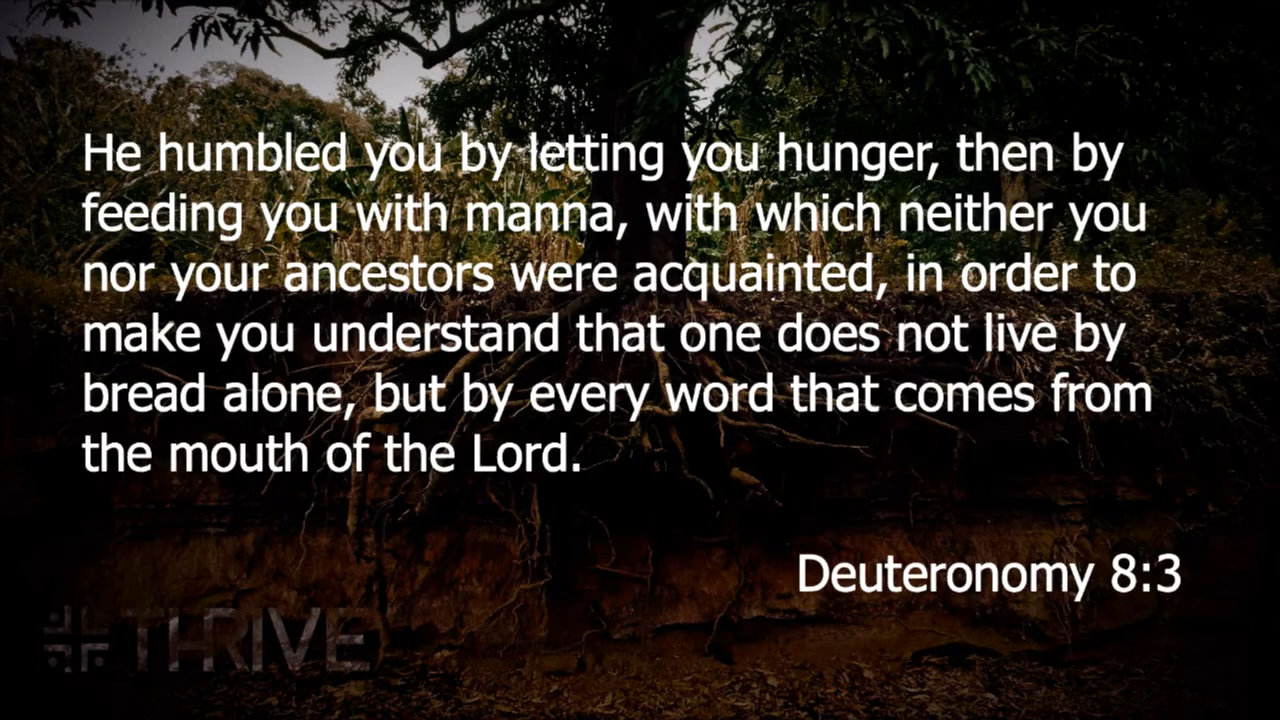 He humbled you by letting you hunger, then by
feeding you with manna, with which neither you
nor your ancestors were acquainted, in order to
make you understand that one does not live by
bread alone, but by every word that comes from
the mouth of the Lord.
Deuteronomy 8:3
THRIVE